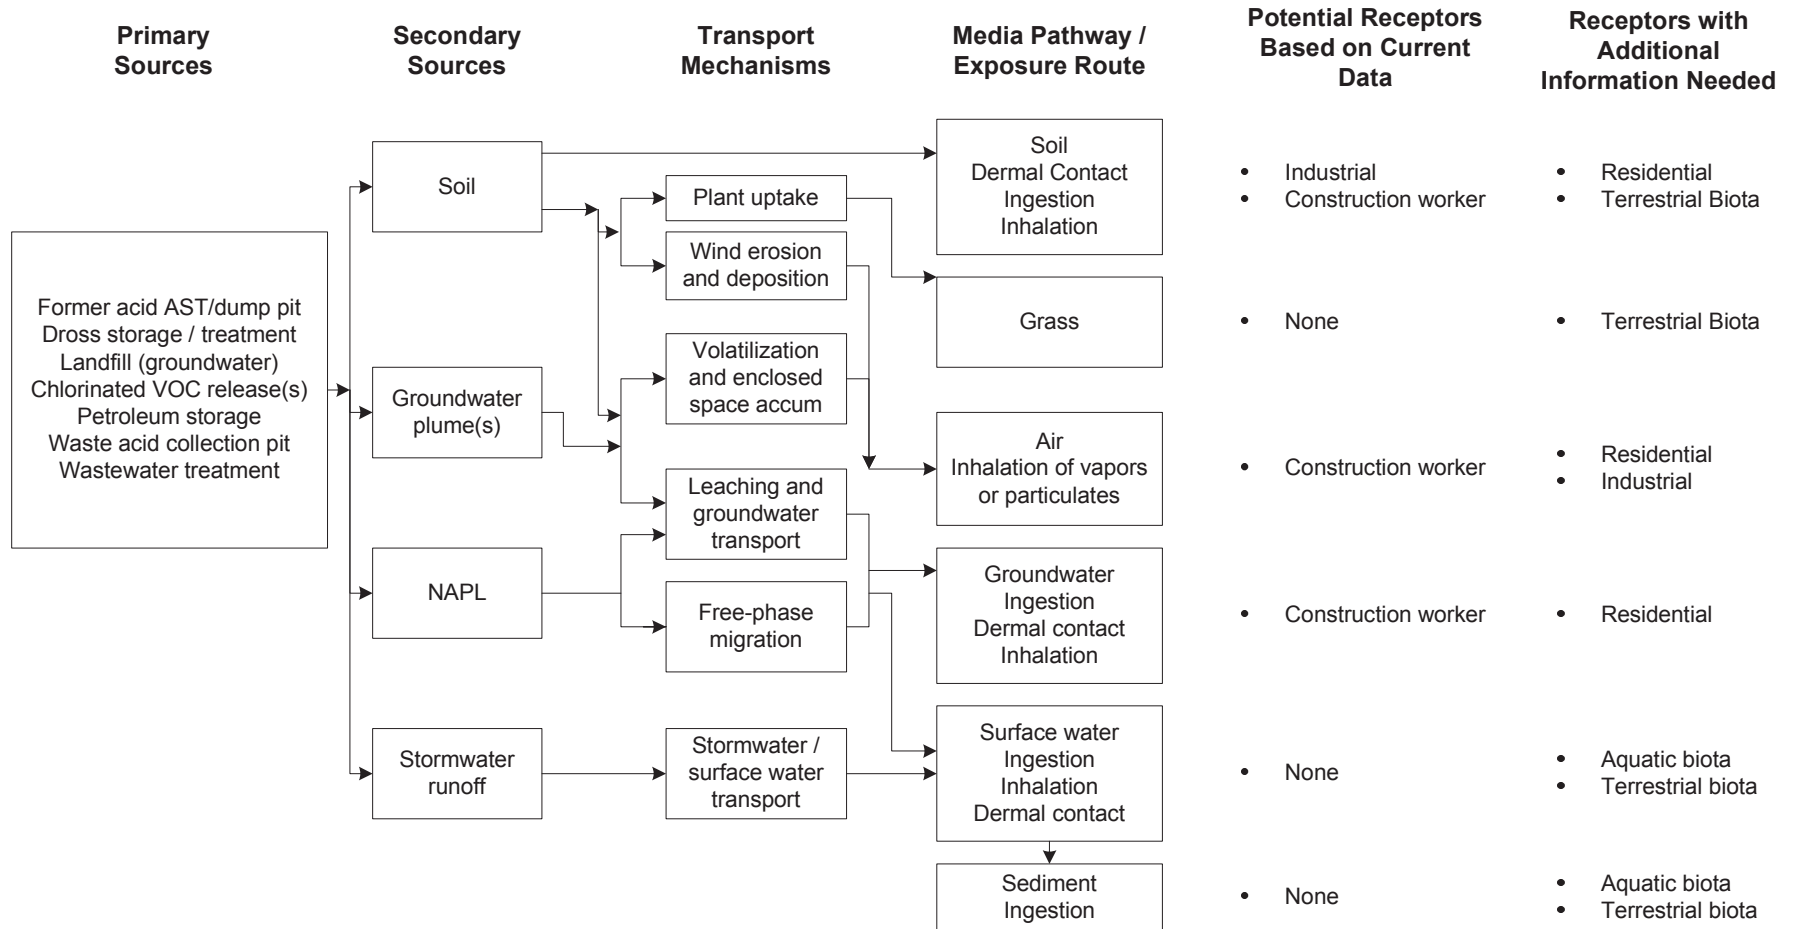 Primary
Sources
Secondary
Sources
Transport
Mechanisms
Media Pathway /
Exposure Route
Potential Receptors
Based on Current
Data
Receptors with
Additional
Information Needed
Former acid AST/dump pit
Dross storage / treatment
Landfill (groundwater)
Chlorinated VOC release(s)
Petroleum storage
Waste acid collection pit
Wastewater treatment
Soil
Groundwater
plume(s)
NAPL
Stormwater
runoff
Plant uptake
Wind erosion
and deposition
Volatilization
and enclosed
space accum
Leaching and
groundwater
transport
Free-phase
migration
Stormwater /
surface water
transport
Soil
Dermal Contact
Ingestion
Inhalation
• Industrial
• Construction worker
• Residential
• Terrestrial Biota
Grass
• None
• Terrestrial Biota
Air
Inhalation of vapors
or particulates
• Construction worker
• Residential
• Industrial
Groundwater
Ingestion
Dermal contact
Inhalation
• Construction worker
• Residential
Surface water
Ingestion
Inhalation
Dermal contact
• None
• Aquatic biota
• Terrestrial biota
Sediment
Ingestion
• None
• Aquatic biota
• Terrestrial biota